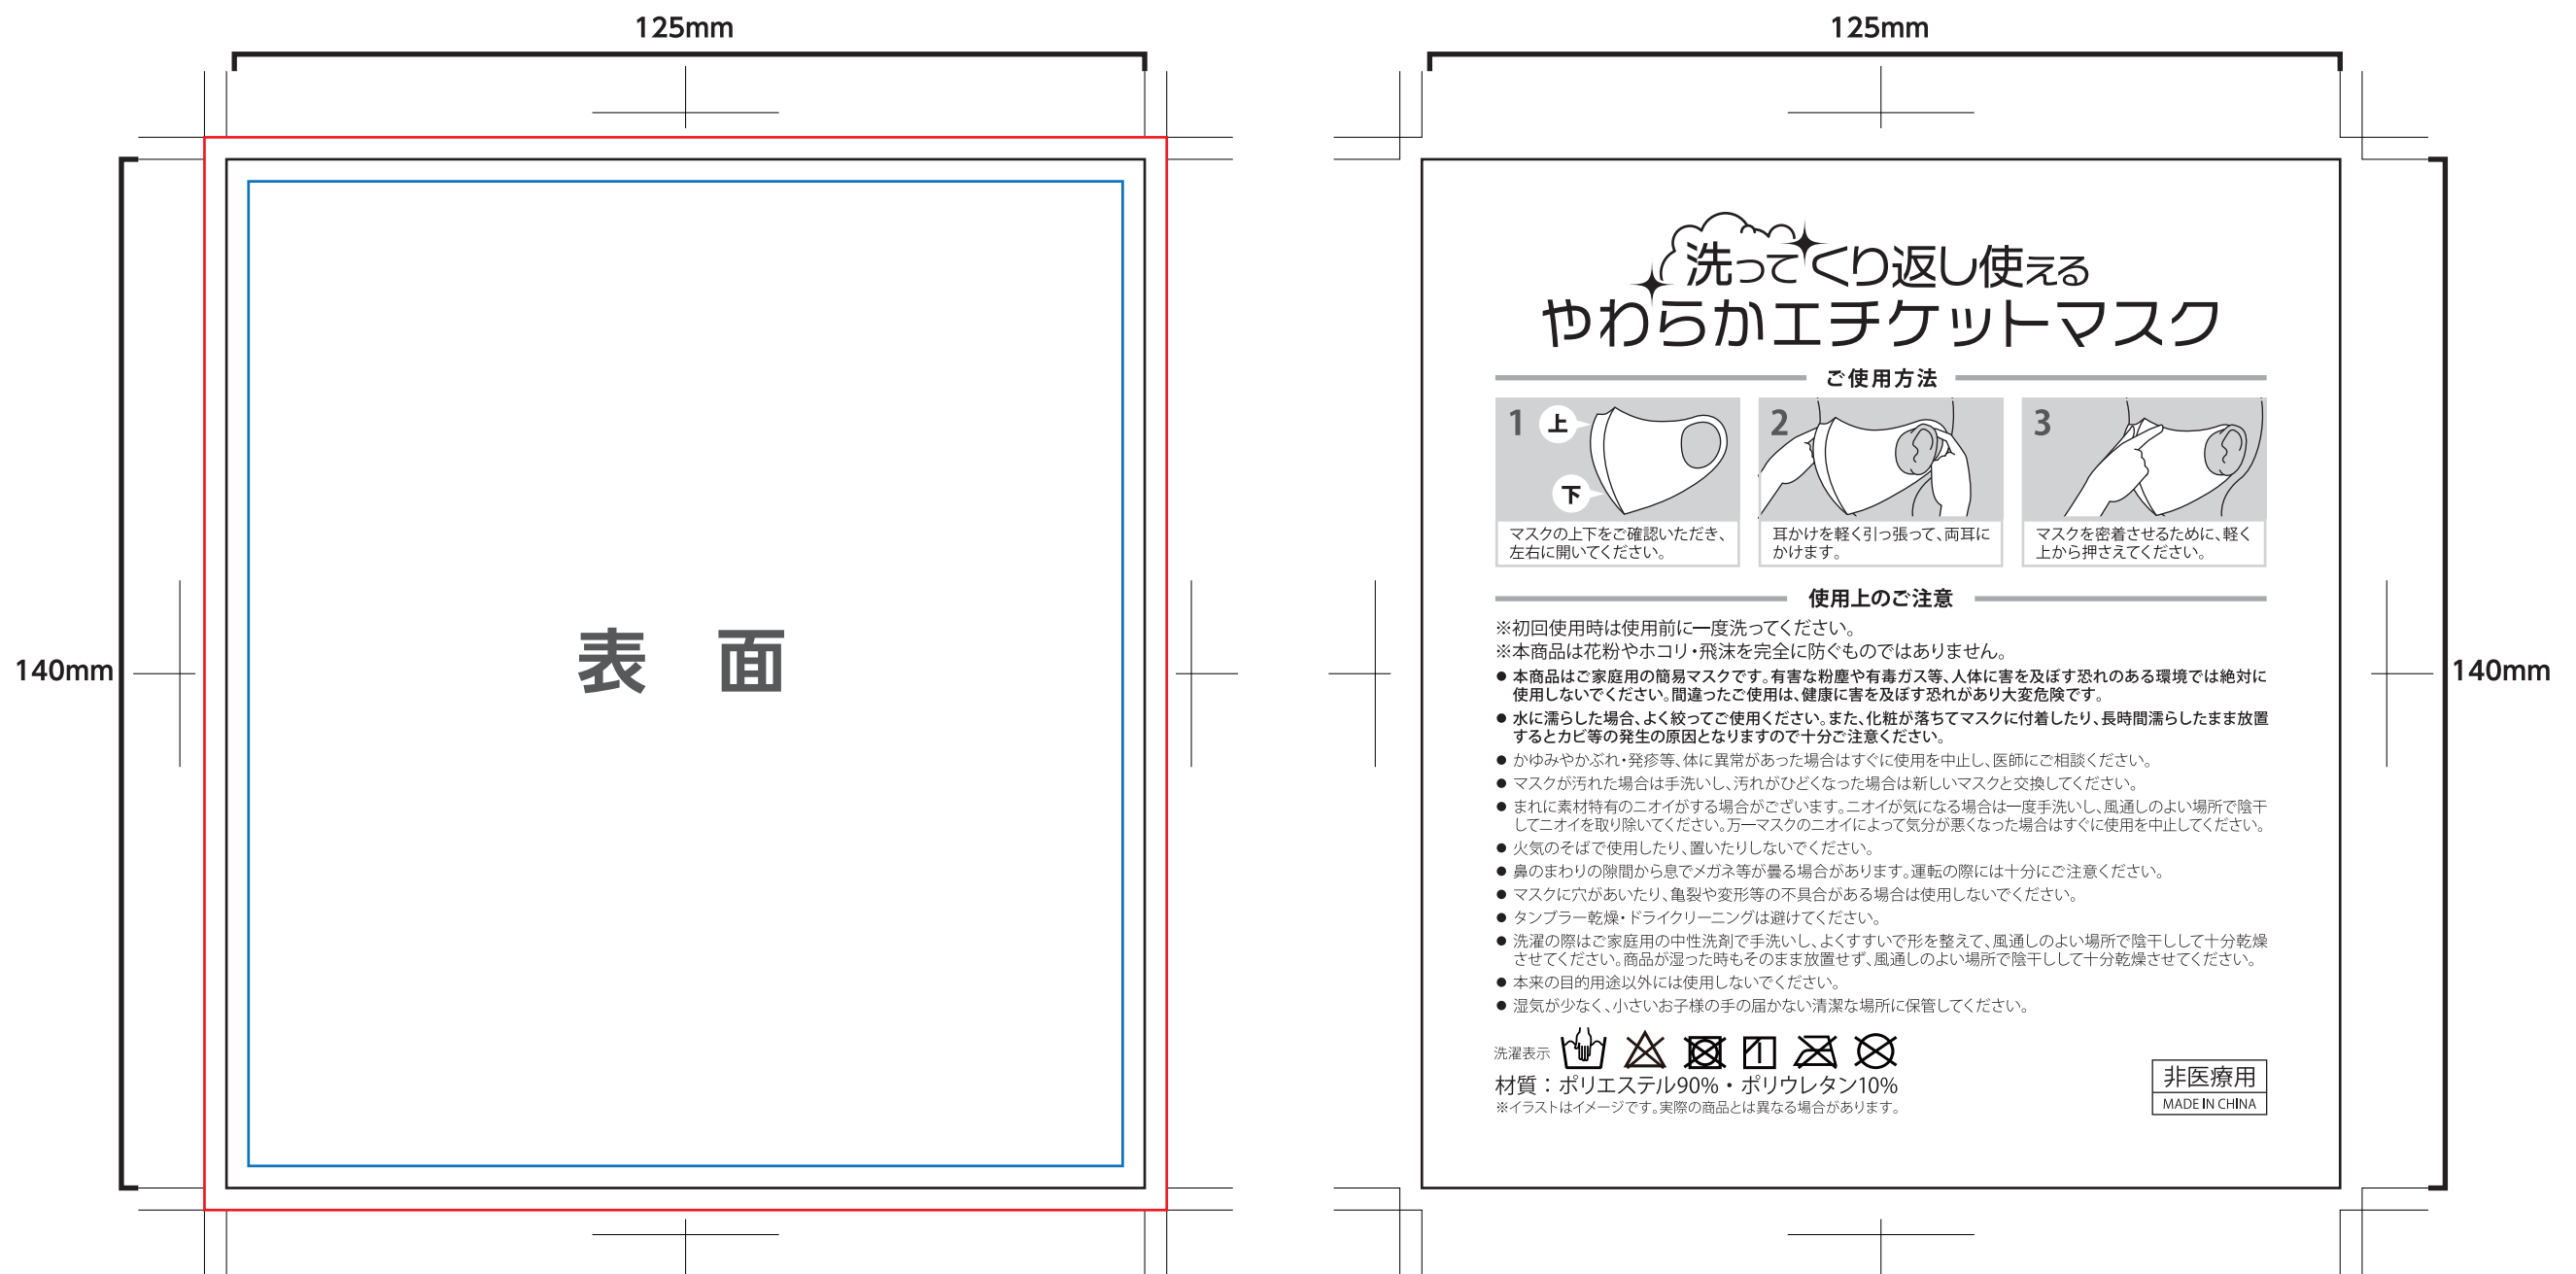 125mm
140mm
表 面
125mm
140mm
洗ってくり返し使える
やわらかエチケットマスク
ご使用方法
1
上
下
マスクの上下をご確認いただき、
左右に開いてください。
2
耳かけを軽く引っ張って、両耳に
かけます。
3
マスクを密着させるために、軽く
上から押さえてください。
使用上のご注意
※初回使用時は使用前に一度洗ってください。
※本商品は花粉やホコリ・飛沫を完全に防ぐものではありません。
● 本商品はご家庭用の簡易マスクです。有害な粉塵や有毒ガス等、人体に害を及ぼす恐れのある環境では絶対に
使用しないでください。間違ったご使用は、健康に害を及ぼす恐れがあり大変危険です。
● 水に濡らした場合、よく絞ってご使用ください。また、化粧が落ちてマスクに付着したり、長時間濡らしたまま放置
するとカビ等の発生の原因となりますので十分ご注意ください。
● かゆみやかぶれ・発疹等、体に異常があった場合はすぐに使用を中止し、医師にご相談ください。
● マスクが汚れた場合は手洗いし、汚れがひどくなった場合は新しいマスクと交換してください。
● まれに素材特有のニオイがする場合がございます。ニオイが気になる場合は一度手洗いし、風通しのよい場所で陰干
してニオイを取り除いてください。万一マスクのニオイによって気分が悪くなった場合はすぐに使用を中止してください。
● 火気のそばで使用したり、置いたりしないでください。
● 鼻のまわりの隙間から息でメガネ等が曇る場合があります。運転の際には十分にご注意ください。
● マスクに穴があいたり、亀裂や変形等の不具合がある場合は使用しないでください。
● タンブラー乾燥・ドライクリーニングは避けてください。
● 洗濯の際はご家庭用の中性洗剤で手洗いし、よくすすいで形を整えて、風通しのよい場所で陰干しして十分乾燥
させてください。商品が湿った時もそのまま放置せず、風通しのよい場所で陰干しして十分乾燥させてください。
● 本来の目的用途以外には使用しないでください。
● 湿気が少なく、小さいお子様の手の届かない清潔な場所に保管してください。
洗濯表示
材質：ポリエステル90%・ポリウレタン10%
※イラストはイメージです。実際の商品とは異なる場合があります。
非医療用
MADE IN CHINA